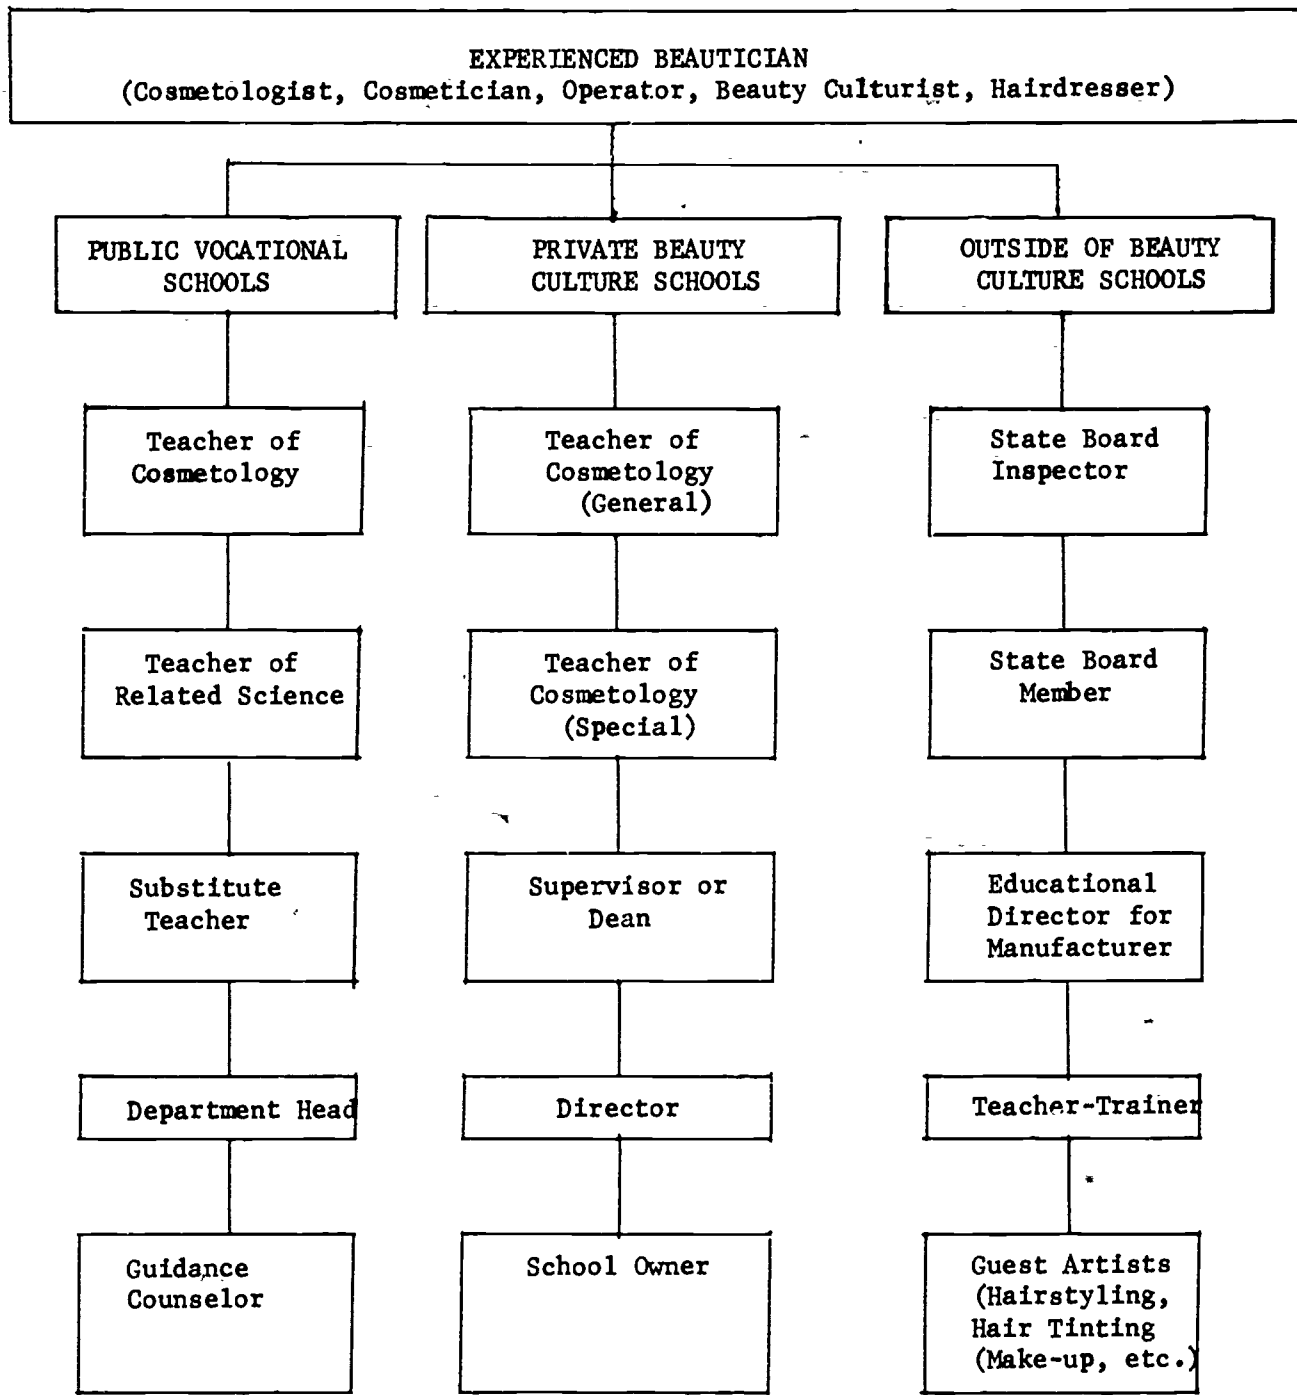 EXPERIENCED BEAUTICIAN
(Cosmetologist, Cosmetician, Operator, Beauty Culturist, Hairdresser)
PUBLIC VOCATIONAL
SCHOOLS
Teacher of
Cosmetology
Teacher of
Related Science
Substitute
Teacher
Department Head
Guidance
Counselor
PRIVATE BEAUTY
CULTURE SCHOOLS
Teacher of
Cosmetology
(General)
Teacher of
Cosmetology
(Special)
Supervisor or
Dean
Director
School Owner
OUTSIDE OF BEAUTY
CULTURE SCHOOLS
State Board
Inspector
State Board
Member
Educational
Director for
Manufacturer
Teacher-Trainer
Guest Artists
(Hairstyling,
Hair Tinting
(Make-up, etc.)